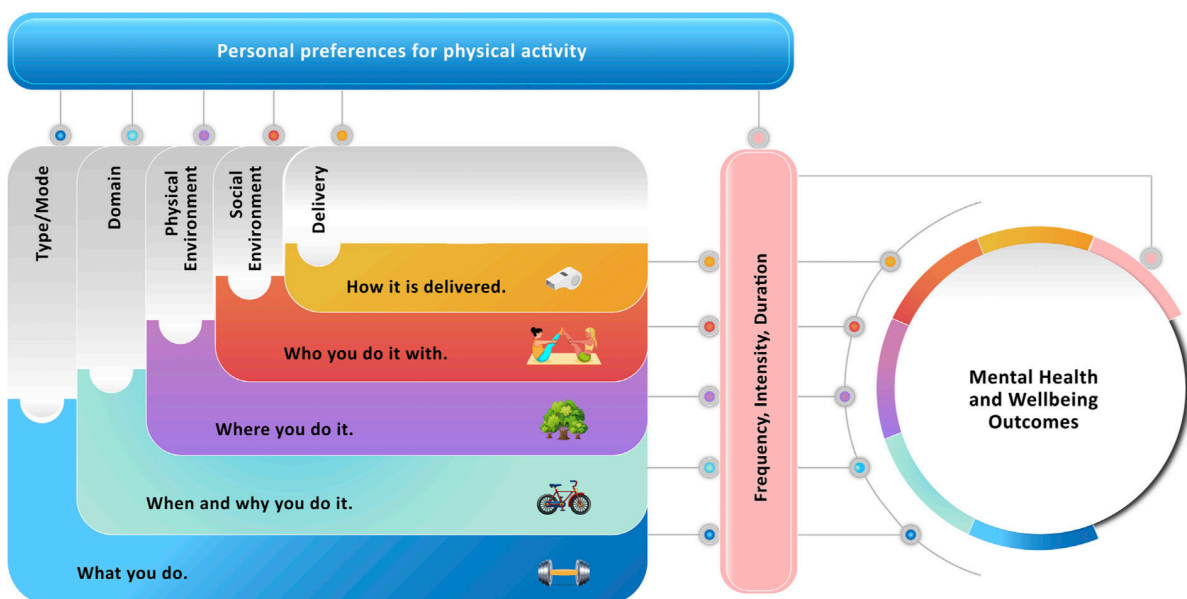 Personal preferences for physical activity
Type/Mode
Domain
Physical
Environment
Social
Environment
Delivery
How it is delivered.
Who you do it with.
Where you do it.
When and why you do it.
What you do.
Frequency, Intensity, Duration
Mental Health
and Wellbeing
Outcomes